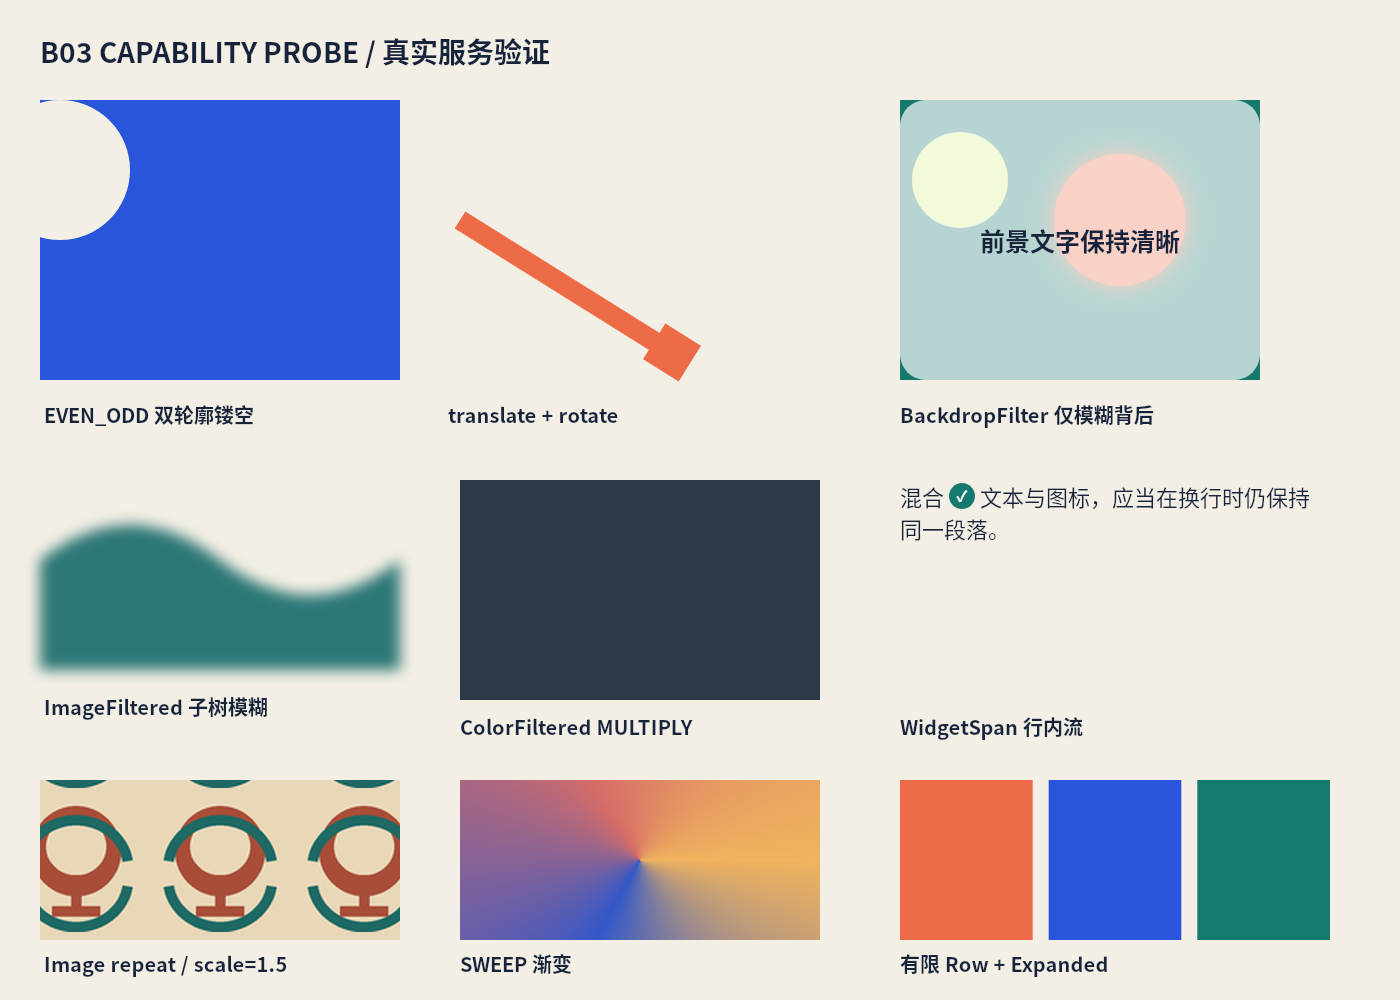 B03 CAPABILITY PROBE / 真实服务验证
前景文字保持清晰
EVEN_ODD 双轮廓镂空
translate + rotate
BackdropFilter 仅模糊背后
混合 ✓ 文本与图标，应当在换行时仍保持
同一段落。
ImageFiltered 子树模糊
ColorFiltered MULTIPLY
WidgetSpan 行内流
Image repeat / scale=1.5
SWEEP 渐变
有限 Row + Expanded